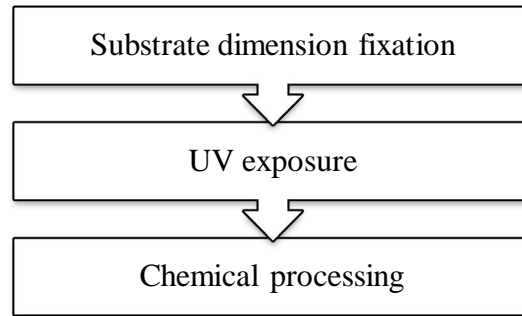 Substrate dimension fixation
UV exposure
Chemical processing